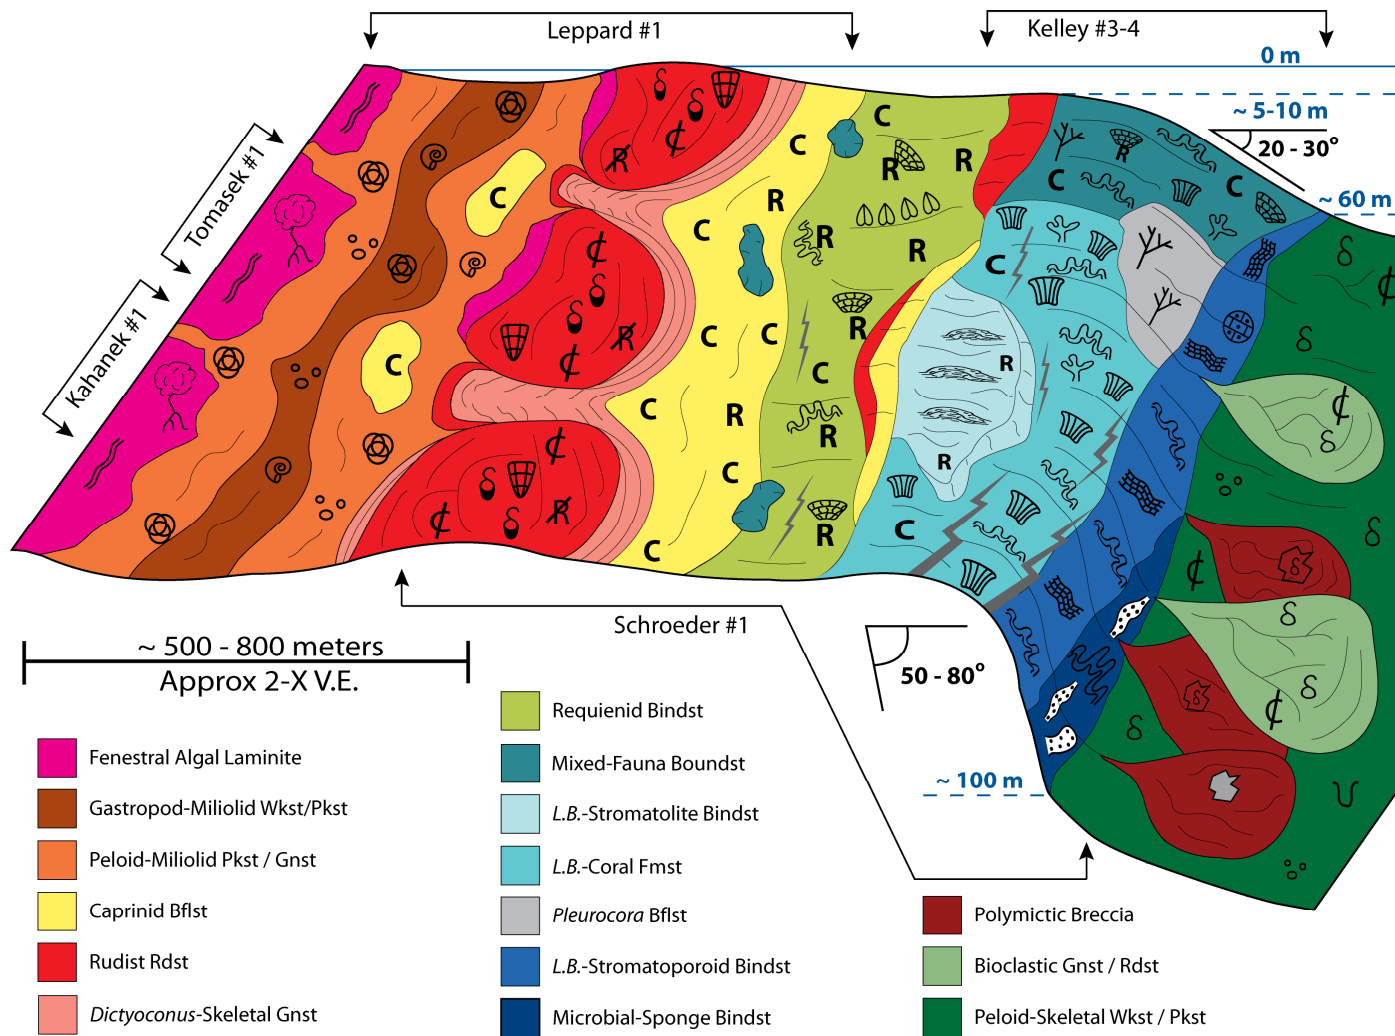 Leppard #1
Kelley #3-4
0 m
~ 5-10 m
20 - 30°
~ 60 m
Tomasek #1
Kahanek #1
C
C
R
R
R
R
C
C
C
C
R
C
R
R
C
C
R
C
C
C
R
R
C
R
C
R
R
C
R
C
C
Schroeder #1
50 - 80°
~ 100 m
~ 500 - 800 meters
Approx 2-X V.E.
Fenestral Algal Laminite
Gastropod-Miliolid Wkst/Pkst
Peloid-Miliolid Pkst / Gnst
Caprinid Bflst
Rudist Rdst
Dictyoconus-Skeletal Gnst
Requienid Bindst
Mixed-Fauna Boundst
L.B.-Stromatolite Bindst
L.B.-Coral Fmst
Pleurocora Bflst
L.B.-Stromatoporoid Bindst
Microbial-Sponge Bindst
Polymictic Breccia
Bioclastic Gnst / Rdst
Peloid-Skeletal Wkst / Pkst